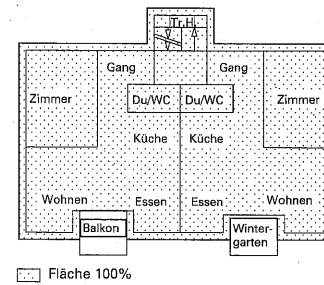 Tr.H.
Gang Gang
Zimmer Du/WC Du/WC Zimmer
Küche Küche
Wohnen Essen Essen Wohnen
Balkon Winter-
garten
Fläche 100%